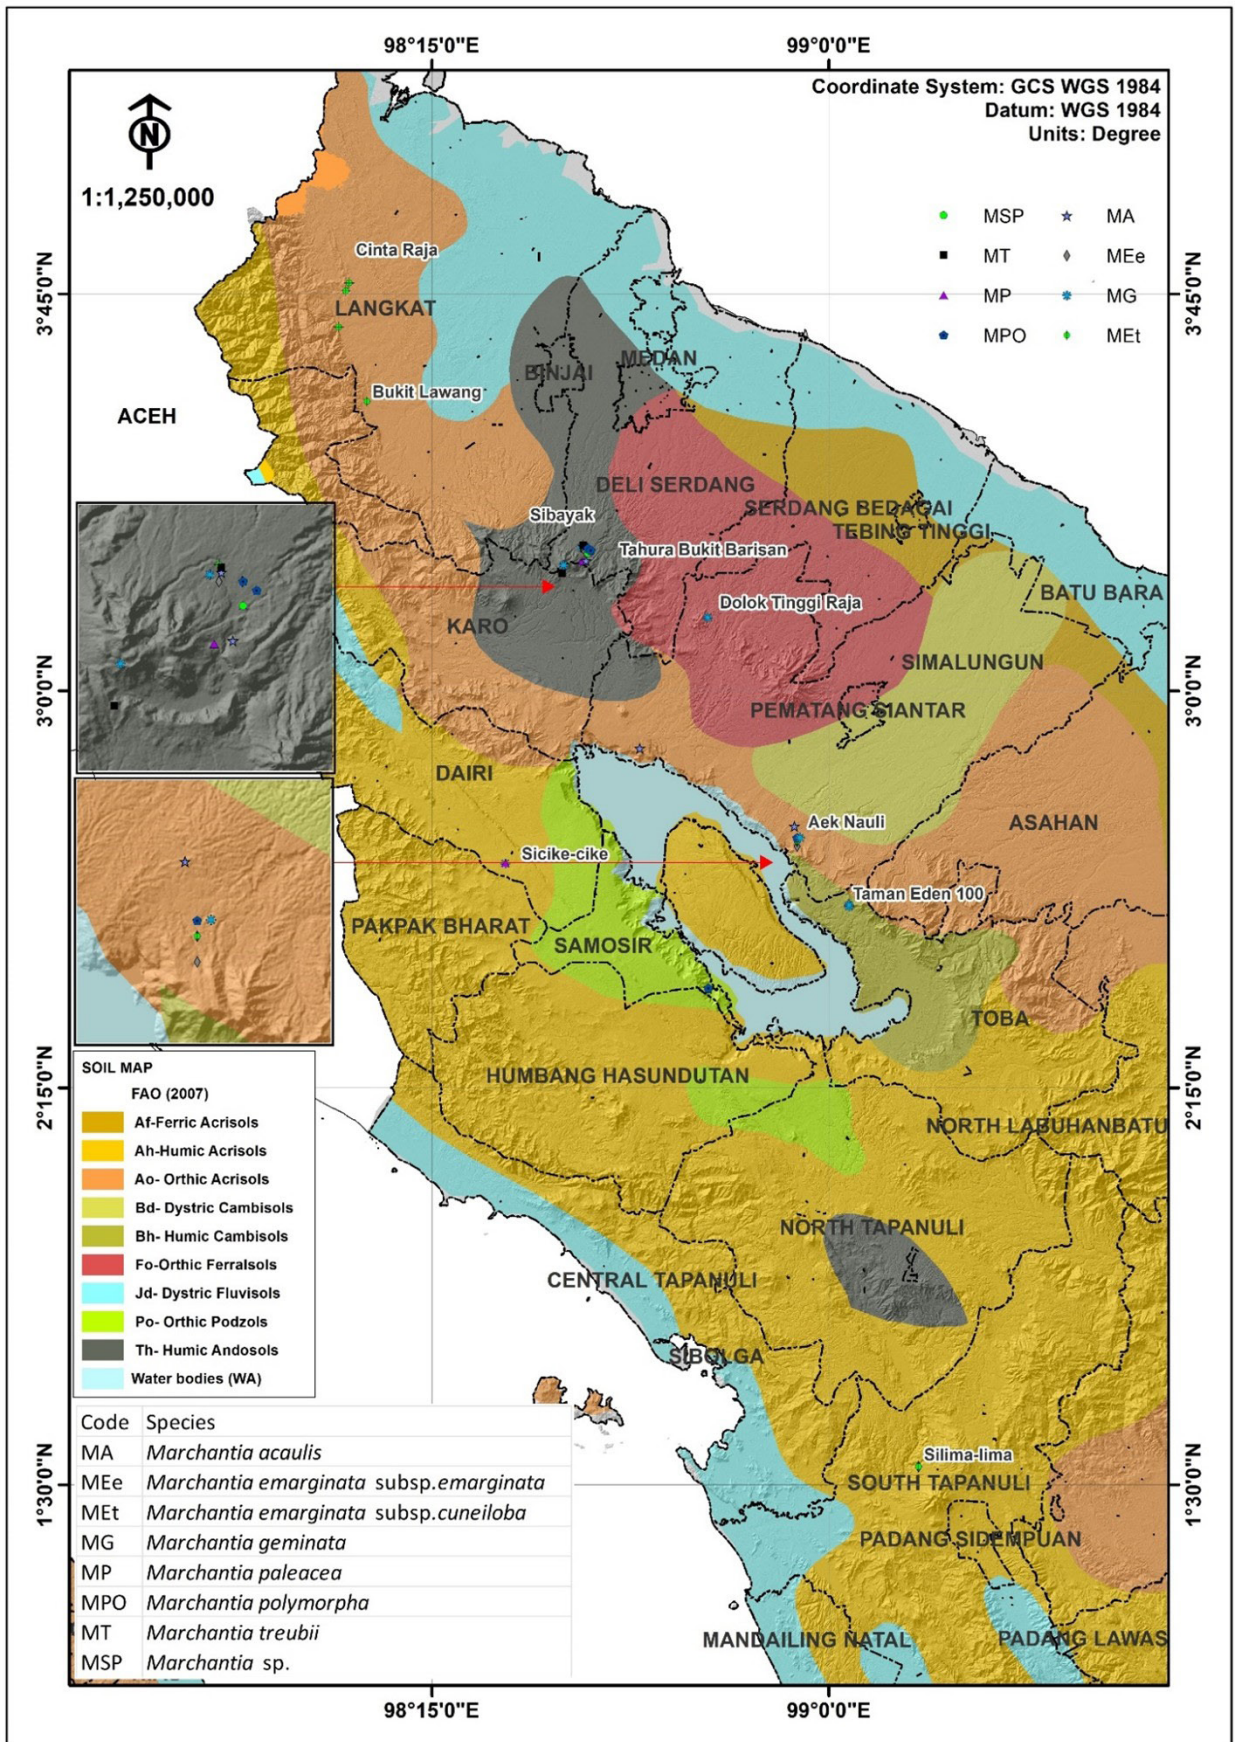 98°15'0"E 99°0'0"E
Coordinate System: GCS WGS 1984
Datum: WGS 1984
Units: Degree
N
1:1,250,000
MSP MA
MT MEe
MP MG
MPO MEt
3°45'0"N 3°45'0"N
Cinta Raja
LANGKAT
MEDAN
BINJAI
Bukit Lawang
ACEH
DELI SERDANG
SERDANG BEDAGAI
Sibayak
TEBING TINGGI
Tahura Bukit Barisan
BATU BARA
Dolok Tinggi Raja
KARO
SIMALUNGUN
3°0'0"N 3°0'0"N
PEMATANG SIANTAR
DAIRI
Aek Nauli
ASAHAN
Sicike-cike
Taman Eden 100
PAKPAK BHARAT
SAMOSIR
TOBA
HUMBANG HASUNDUTAN
2°15'0"N 2°15'0"N
NORTH LABUHANBATU
NORTH TAPANULI
CENTRAL TAPANULI
SIBOLGA
Silima-lima
SOUTH TAPANULI
1°30'0"N 1°30'0"N
PADANG SIDEMPUAN
MANDAILING NATAL
PADANG LAWAS
SOIL MAP
FAO (2007)
Af-Ferric Acrisols
Ah-Humic Acrisols
Ao- Orthic Acrisols
Bd- Dystric Cambisols
Bh- Humic Cambisols
Fo-Orthic Ferralsols
Jd- Dystric Fluvisols
Po- Orthic Podzols
Th- Humic Andosols
Water bodies (WA)
Code Species
MA Marchantia acaulis
MEe Marchantia emarginata subsp.emarginata
MEt Marchantia emarginata subsp.cuneiloba
MG Marchantia geminata
MP Marchantia paleacea
MPO Marchantia polymorpha
MT Marchantia treubii
MSP Marchantia sp.
98°15'0"E 99°0'0"E